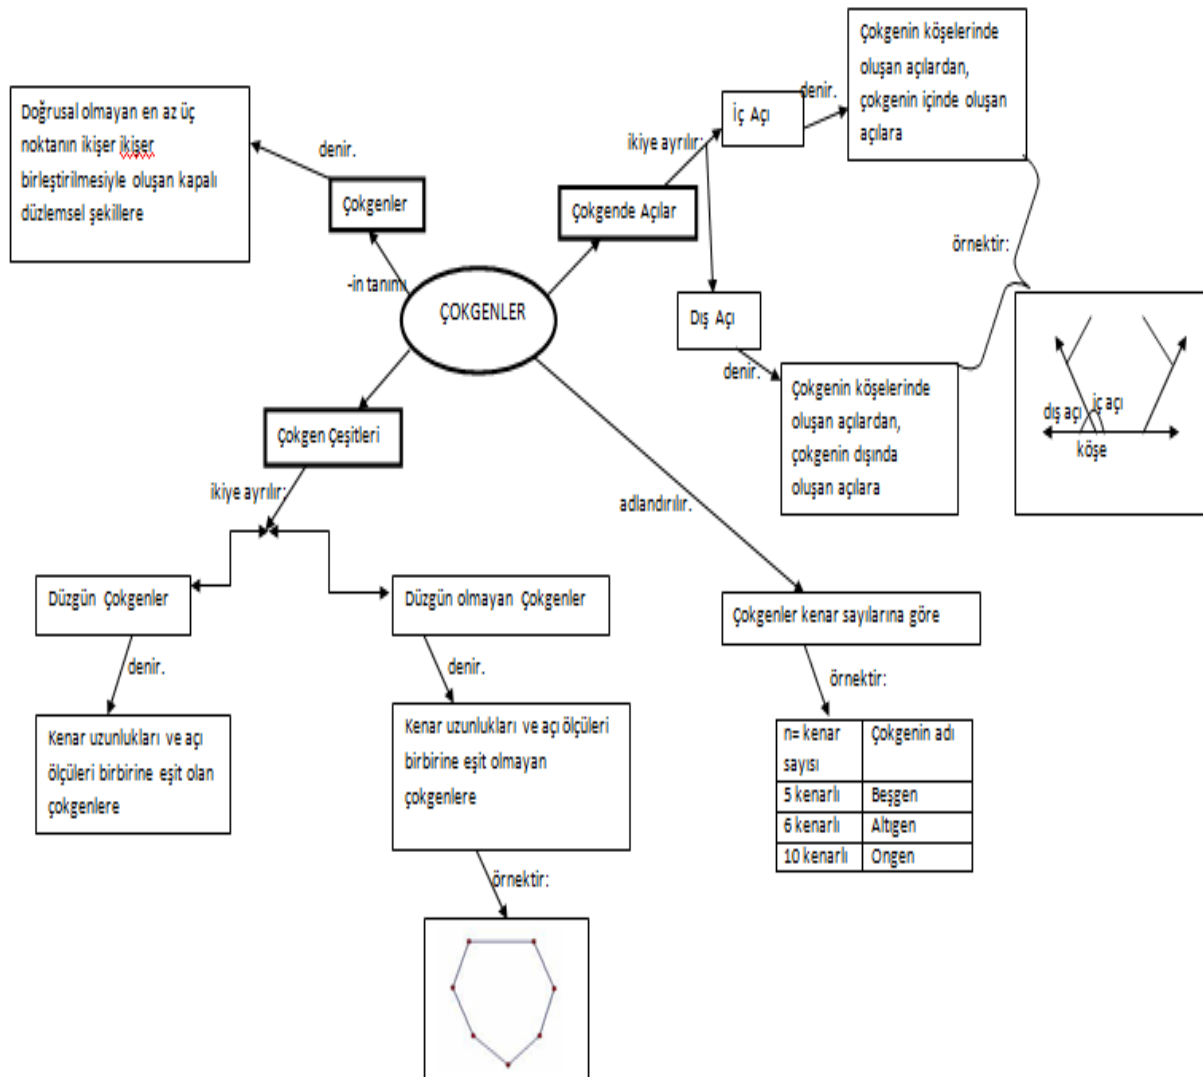 Çokgenin köşelerinde
oluşan açılardan,
çokgenin içinde oluşan
açılara
denir.
İç Açı
ikiye ayrılır:
Çokgende Açılar
Doğrusal olmayan en az üç
noktanın ikişer ikişer
birleştirilmesiyle oluşan kapalı
düzlemsel şekillere
denir.
Çokgenler
-in tanımı
ÇOKGENLER
örnektir:
Dış Açı
denir.
Çokgenin köşelerinde
oluşan açılardan,
çokgenin dışında
oluşan açılara
dış açı
iç açı
köşe
Çokgen Çeşitleri
ikiye ayrılır:
adlandırılır.
Düzgün Çokgenler
Düzgün olmayan Çokgenler
Çokgenler kenar sayılarına göre
denir.
denir.
örnektir:
Kenar uzunlukları ve açı
ölçüleri birbirine eşit olan
çokgenlere
Kenar uzunlukları ve açı ölçüleri
birbirine eşit olmayan
çokgenlere
n= kenar
sayısı
Çokgenin adı
5 kenarlı Beşgen
6 kenarlı Altıgen
10 kenarlı Ongen
örnektir: